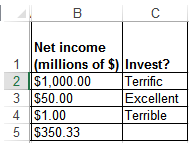 B C
Net income
1 (millions of $) Invest?
2 $1,000.00 Terrific
3 $50.00 Excellent
4 $1.00 Terrible
5 $350.33